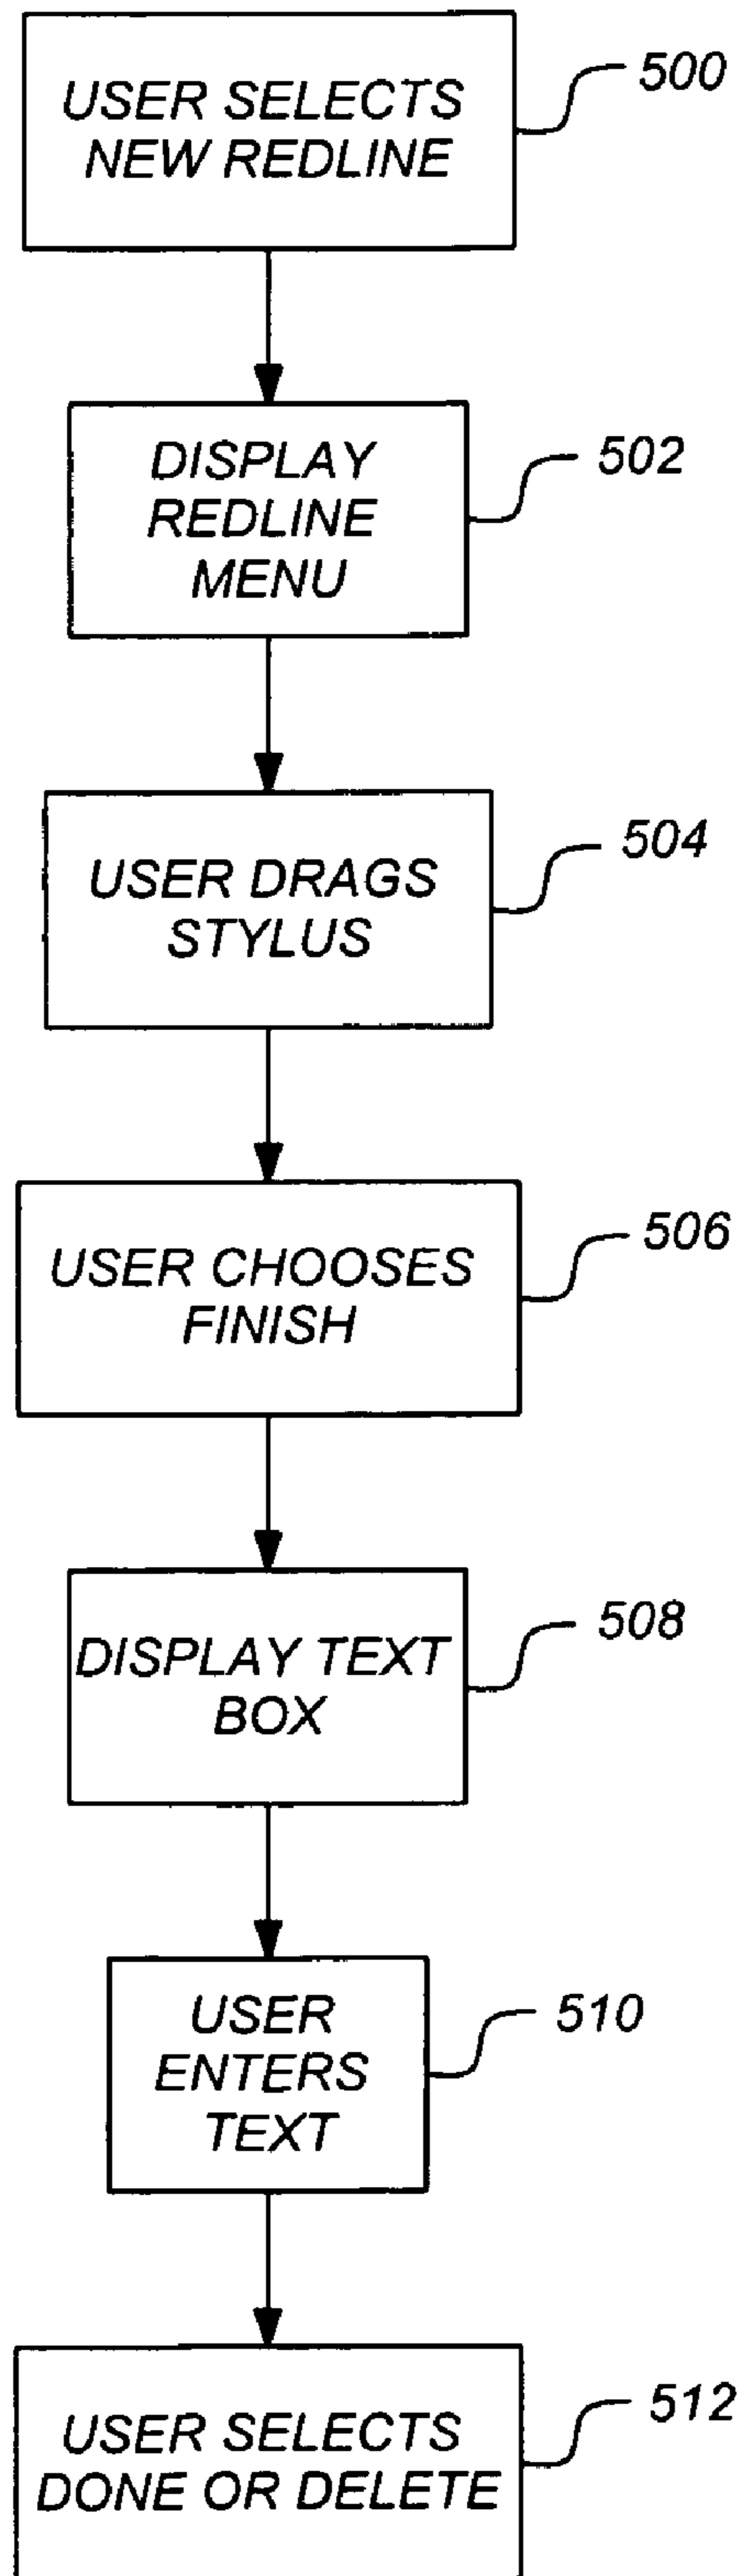 USER SELECTS
NEW REDLINE
500
DISPLAY
REDLINE
MENU
502
USER DRAGS
STYLUS
504
USER CHOOSES
FINISH
506
DISPLAY TEXT
BOX
508
USER
ENTERS
TEXT
510
USER SELECTS
DONE OR DELETE
512